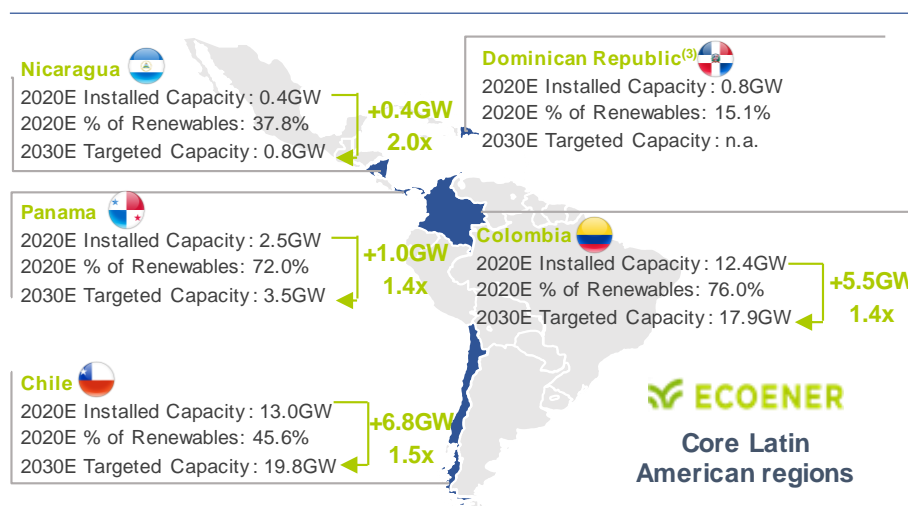 Nicaragua
2020E Installed Capacity: 0.4GW
2020E % of Renewables: 37.8%
2030E Targeted Capacity: 0.8GW
+0.4GW
2.0x
Dominican Republic(3)
2020E Installed Capacity: 0.8GW
2020E % of Renewables: 15.1%
2030E Targeted Capacity: n.a.
Panama
2020E Installed Capacity: 2.5GW
2020E % of Renewables: 72.0%
2030E Targeted Capacity: 3.5GW
+1.0GW
1.4x
Colombia
2020E Installed Capacity: 12.4GW
2020E % of Renewables: 76.0%
2030E Targeted Capacity: 17.9GW
+5.5GW
1.4x
Chile
2020E Installed Capacity: 13.0GW
2020E % of Renewables: 45.6%
2030E Targeted Capacity: 19.8GW
+6.8GW
1.5x
ECOENER
Core Latin
American regions